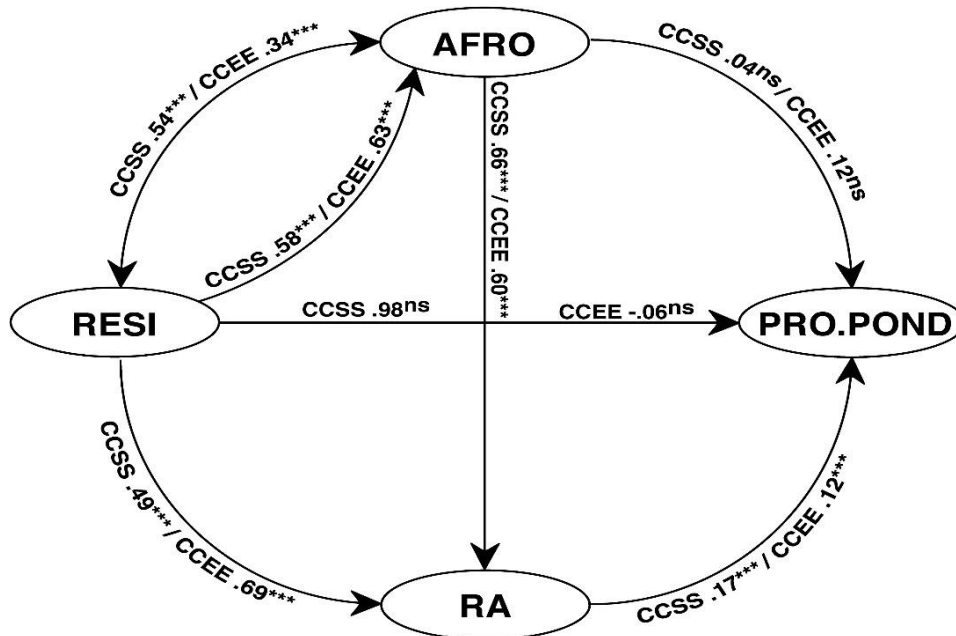 AFRO
CCSS .54*** / CCEE .34***
CCSS .58*** / CCEE .63***
CCSS .66*** / CCEE .60***
CCSS .04ns / CCEE .12ns
RESI
CCSS .98ns
CCEE -.06ns
PRO.POND
CCSS .49*** / CCEE .69***
CCSS .17*** / CCEE .12***
RA